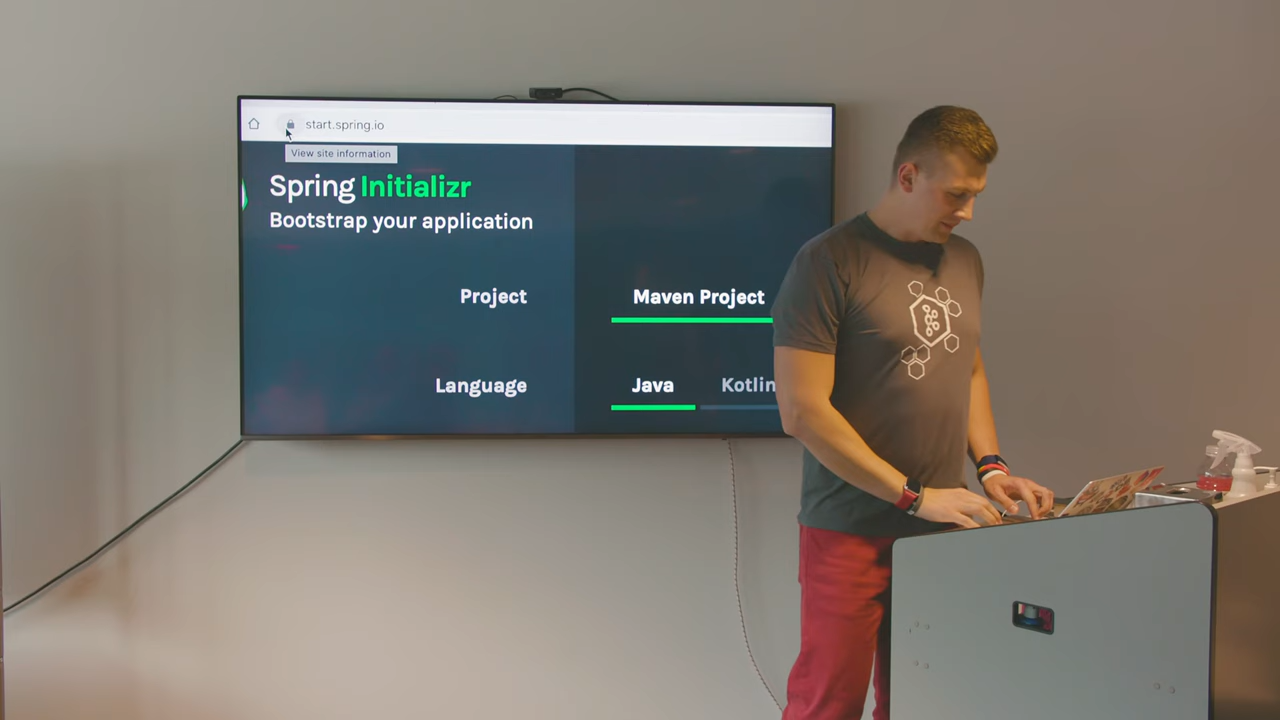 start.spring.io
View site information
Spring Initializr
Bootstrap your application
Project
Maven Project
Language
Java
Kotlin